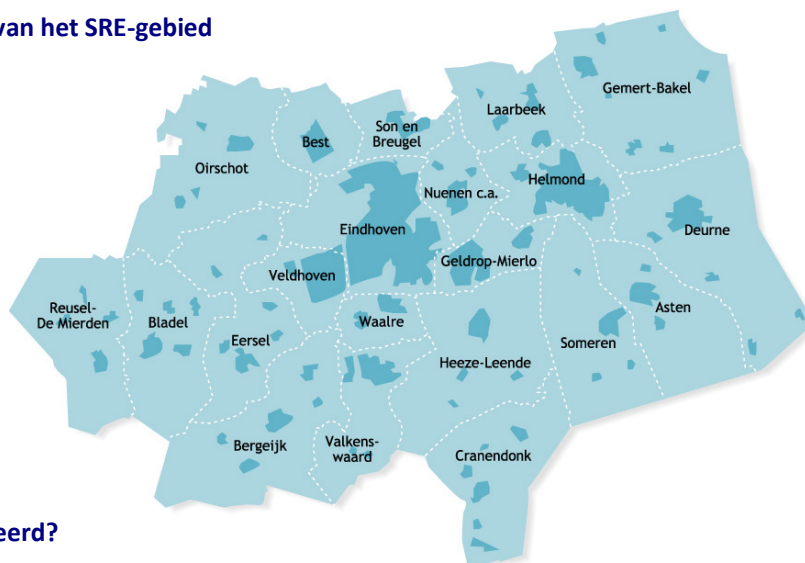 van het SRE-gebied
Gemert-Bakel
Laarbeek
Son en
Breugel
Best
Oirschot
Helmond
Nuenen c.a.
Eindhoven
Deurne
Geldrop-Mierlo
Veldhoven
Reusel-
De Mierden
Bladel
Asten
Waalre
Eersel
Someren
Heeze-Leende
Bergeijk
Valkens-
waard
Cranendonk
eerd?